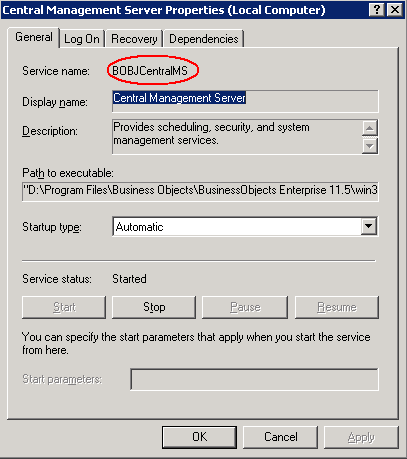 Central Management Server Properties (Local Computer)
General Log On Recovery Dependencies
Service name: BOBJCentralMS
Display name: Central Management Server
Description: Provides scheduling, security, and system
management services.
Path to executable:
"D:\Program Files\Business Objects\BusinessObjects Enterprise 11.5\win3
Startup type: Automatic
Service status: Started
Start Stop Pause Resume
You can specify the start parameters that apply when you start the service
from here.
Start parameters:
OK Cancel Apply